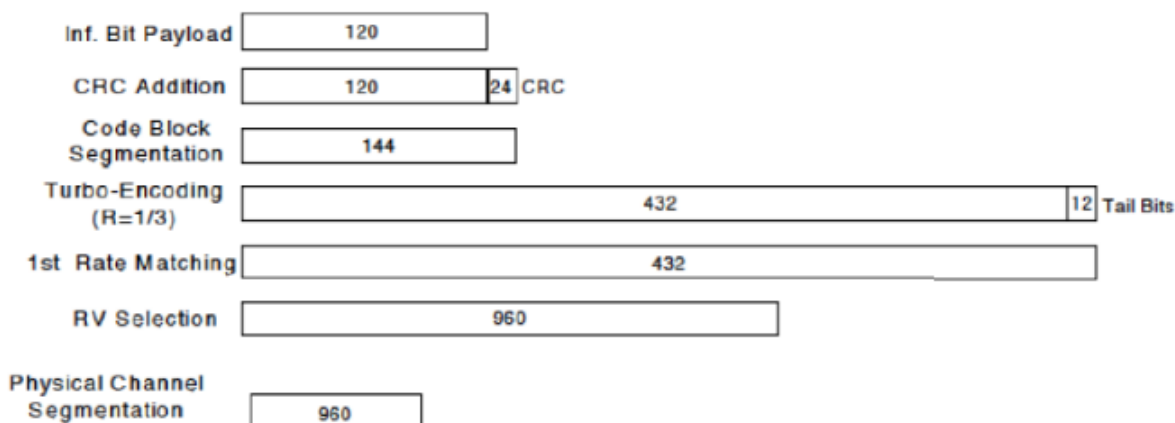 Inf. Bit Payload 120
CRC Addition 120 24 CRC
Code Block
Segmentation 144
Turbo-Encoding
(R=1/3) 432 12 Tail Bits
1st Rate Matching 432
RV Selection 960
Physical Channel
Segmentation 960